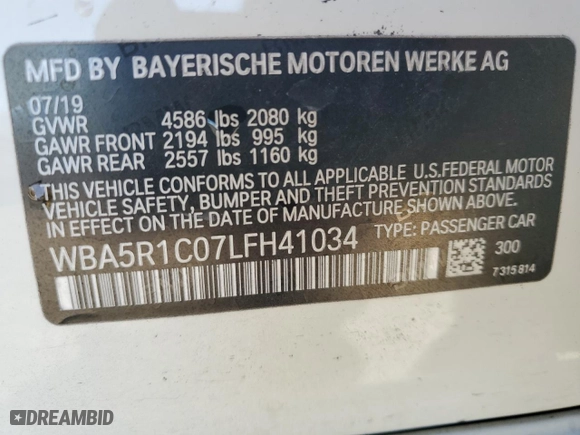 MFD BY BAYERISCHE MOTOREN WERKE AG
07/19
GVWR 4586 lbs 2080 kg
GAWR FRONT 2194 lbs 995 kg
GAWR REAR 2557 lbs 1160 kg
THIS VEHICLE CONFORMS TO ALL APPLICABLE U.S.FEDERAL MOTOR
VEHICLE SAFETY, BUMPER AND THEFT PREVENTION STANDARDS
IN EFFECT ON THE DATE OF MANUFACTURE SHOWN ABOVE.
WBA5R1C07LFH41034 TYPE: PASSENGER CAR
300
7315814
DREAMBID